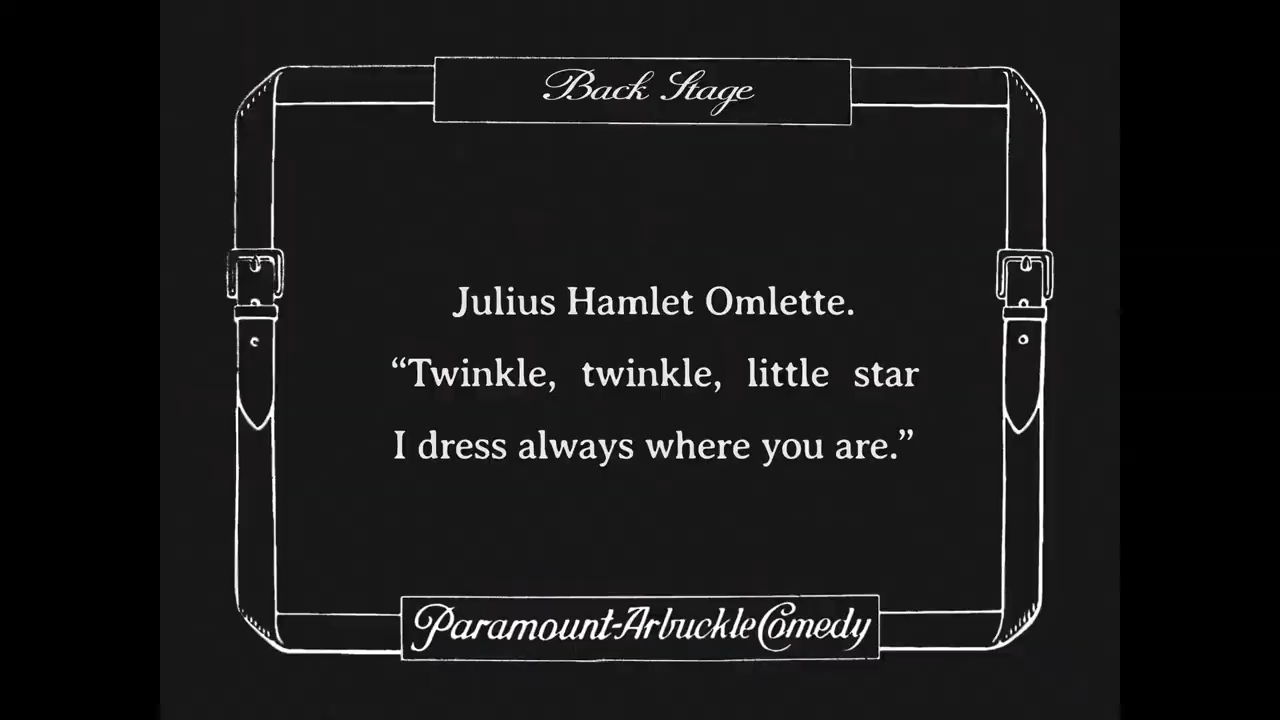 Back Stage
Julius Hamlet Omlette.
“Twinkle, twinkle, little star
I dress always where you are.”
Paramount-Arbuckle Comedy